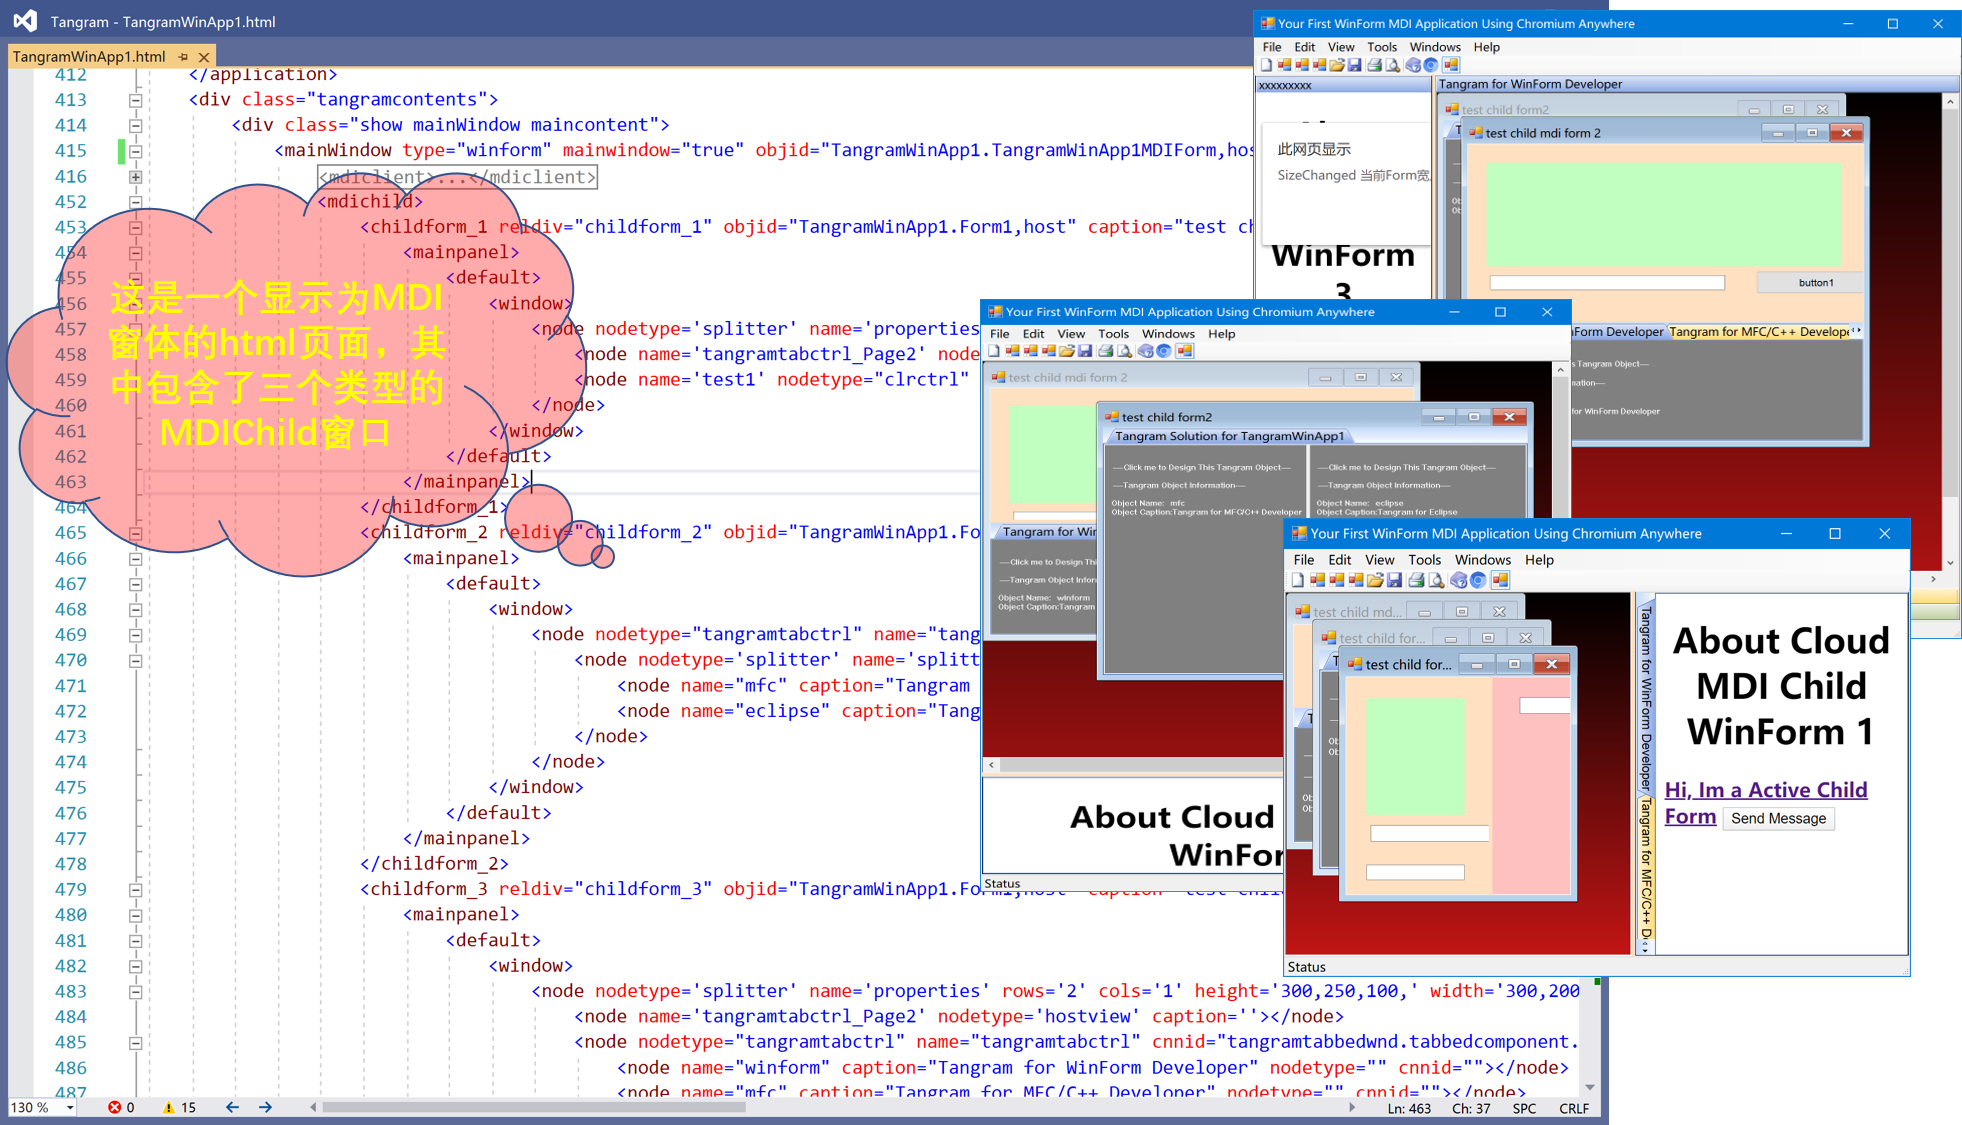 Tangram - TangramWinApp1.html
TangramWinApp1.html
412 </application>
413 <div class="tangramcontents">
414 <div class="show mainWindow maincontent">
415 <mainWindow type="winform" mainwindow="true" objid="TangramWinApp1.TangramWinApp1MDIForm,hos
416 <mdiclient>...</mdiclient>
452 <mdichild>
453 <childform_1 reldiv="childform_1" objid="TangramWinApp1.Form1,host" caption="test ch
454 <mainpanel>
455 <default>
456 <window>
457 <node nodetype='splitter' name='properties
458 <node name='tangramtabctrl_Page2' node
459 <node name='test1' nodetype="clrctrl"
460 </node>
461 </window>
462 </default>
463 </mainpanel>
464 </childform_1>
465 <childform_2 reldiv="childform_2" objid="TangramWinApp1.Fo
466 <mainpanel>
467 <default>
468 <window>
469 <node nodetype="tangramtabctrl" name="tang
470 <node nodetype='splitter' name='splitt
471 <node name="mfc" caption="Tangram
472 <node name="eclipse" caption="Tang
473 </node>
474 </node>
475 </window>
476 </default>
477 </mainpanel>
478 </childform_2>
479 <childform_3 reldiv="childform_3" objid="TangramWinApp1.Form1,host" caption="test child
480 <mainpanel>
481 <default>
482 <window>
483 <node nodetype='splitter' name='properties' rows='2' cols='1' height='300,250,100,' width='300,200
484 <node name='tangramtabctrl_Page2' nodetype='hostview' caption=''></node>
485 <node nodetype="tangramtabctrl" name="tangramtabctrl" cnnid="tangramtabbedwnd.tabbedcomponent.
486 <node name="winform" caption="Tangram for WinForm Developer" nodetype="" cnnid=""></node>
487 <node name="mfc" caption="Tangram for MFC/C++ Developer" nodetype="" cnnid=""></node>
130 % 0 15 Ln: 463 Ch: 37 SPC CRLF
这是一个显示为MDI
窗体的html页面，其
中包含了三个类型的
MDIChild窗口
Your First WinForm MDI Application Using Chromium Anywhere
File Edit View Tools Windows Help
xxxxxxxxx
Tangram for WinForm Developer
此网页显示
SizeChanged 当前Form宽
WinForm
3
test child form2
test child mdi form 2
button1
Form Developer Tangram for MFC/C++ Develope
s Tangram Object----
mation----
for WinForm Developer
Your First WinForm MDI Application Using Chromium Anywhere
File Edit View Tools Windows Help
test child mdi form 2
Tangram for Win
----Click me to Design Thi
----Tangram Object Infor
Object Name: winform
Object Caption:Tangram
test child form2
Tangram Solution for TangramWinApp1
----Click me to Design This Tangram Object----
----Tangram Object Information----
Object Name: mfc
Object Caption:Tangram for MFC/C++ Developer
----Click me to Design This Tangram Object----
----Tangram Object Information----
Object Name: eclipse
Object Caption:Tangram for Eclipse
About Cloud
WinFor
Status
Your First WinForm MDI Application Using Chromium Anywhere
File Edit View Tools Windows Help
test child md...
test child for...
test child for...
Tangram for WinForm Developer
Tangram for MFC/C++ De
About Cloud
MDI Child
WinForm 1
Hi, Im a Active Child
Form Send Message
Status